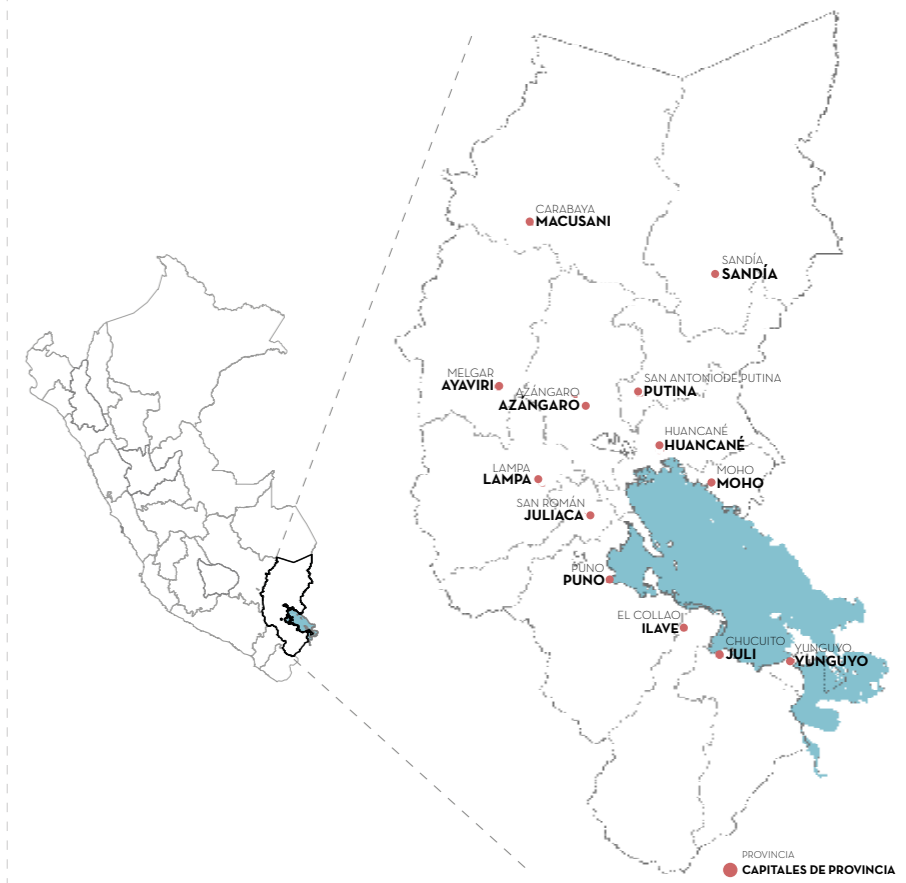 CARABAYA
MACUSANI
SANDÍA
SANDÍA
MELGAR
AYAVIRI
AZÁNGARO
AZÁNGARO
SAN ANTONIO DE PUTINA
PUTINA
HUANCANÉ
HUANCANÉ
LAMPA
LAMPA
MOHO
MOHO
SAN ROMÁN
JULIACA
PUNO
PUNO
EL COLLAO
ILAVE
CHUCUITO
JULI
YUNGUYO
YUNGUYO
PROVINCIA
CAPITALES DE PROVINCIA